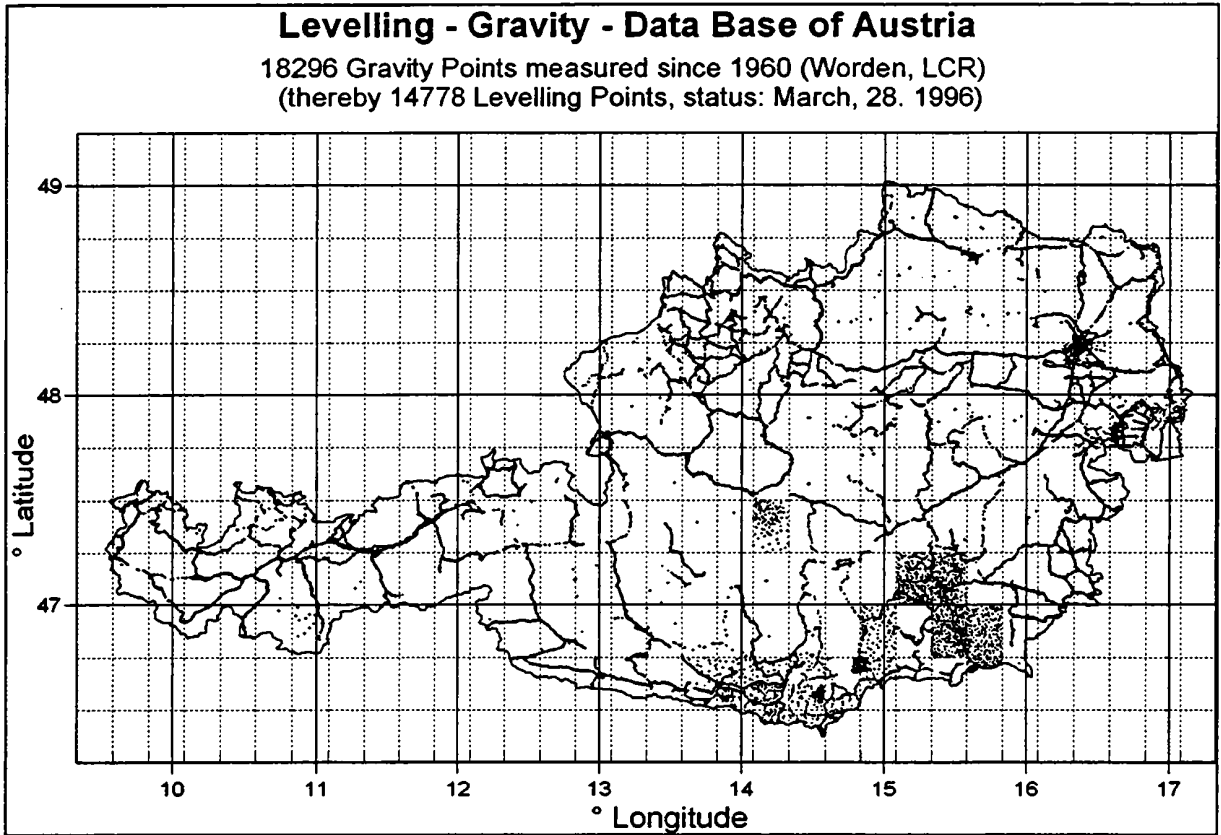 Levelling - Gravity - Data Base of Austria
18296 Gravity Points measured since 1960 (Worden, LCR)
(thereby 14778 Levelling Points, status: March, 28. 1996)
49
48
47
° Latitude
10 11 12 13 14 15 16 17
° Longitude